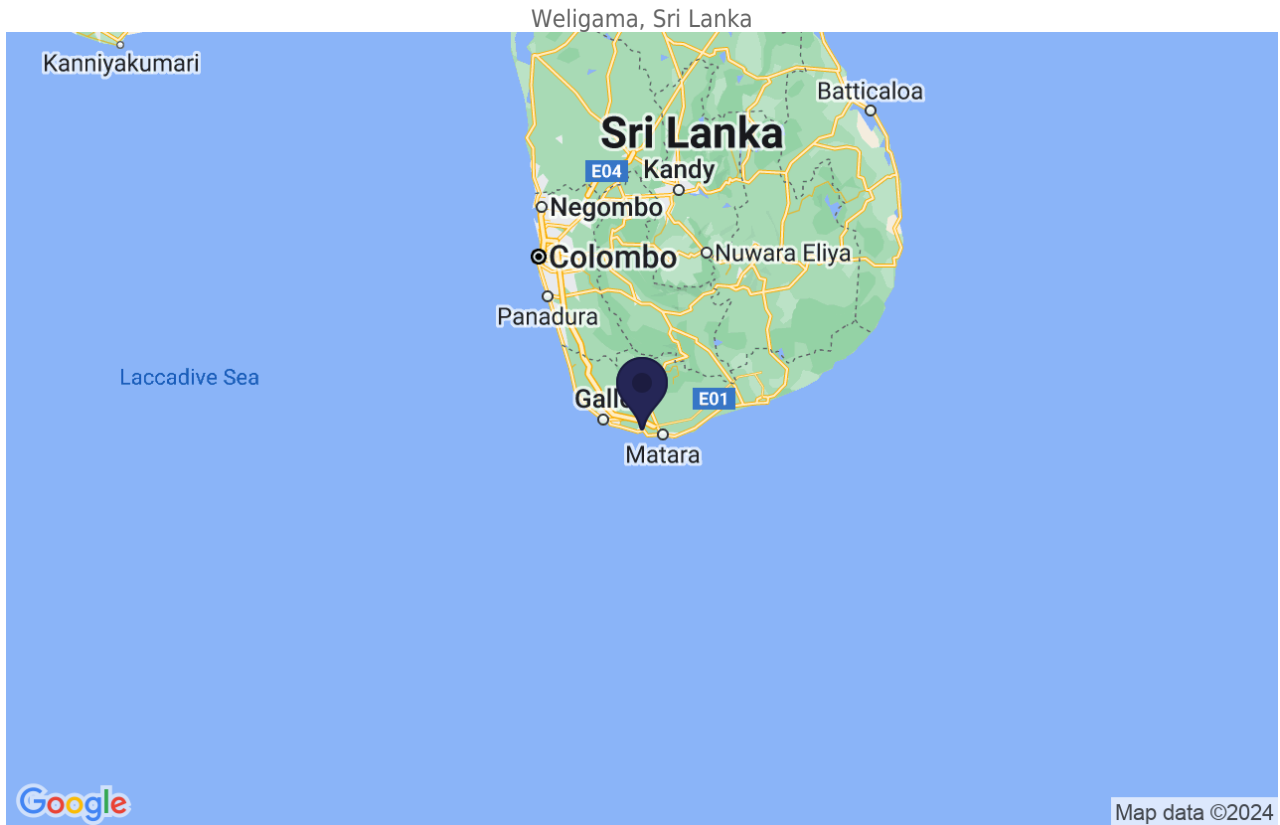 Weligama, Sri Lanka
Kanniyakumari
Batticaloa
Sri Lanka
E04
Kandy
Negombo
Colombo
Nuwara Eliya
Panadura
Laccadive Sea
E01
Matara
Google
Map data ©2024